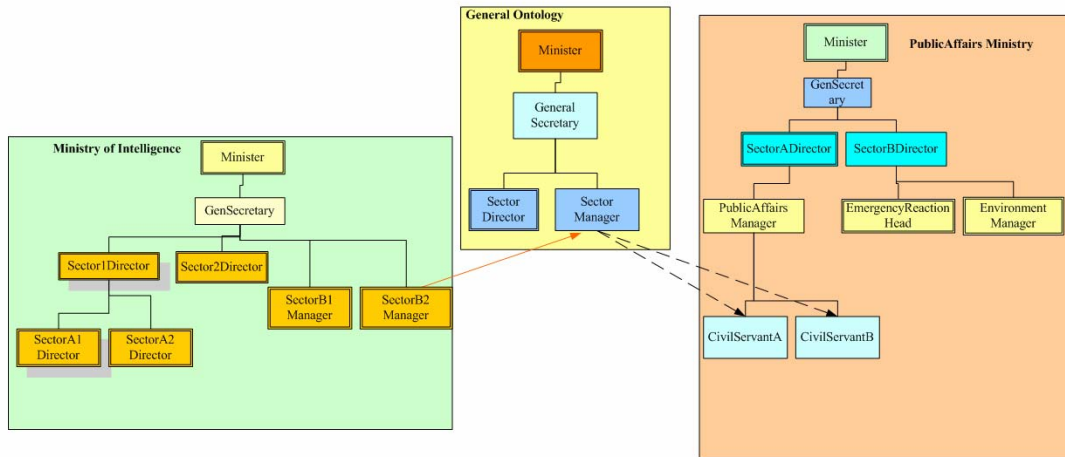 General Ontology
Minister
General
Secretary
Sector
Director
Sector
Manager
Ministry of Intelligence
Minister
GenSecretary
Sector1Director
Sector2Director
SectorB1
Manager
SectorB2
Manager
SectorA1
Director
SectorA2
Director
PublicAffairs Ministry
Minister
GenSecret
ary
SectorADirector
SectorBDirector
PublicAffairs
Manager
EmergencyReaction
Head
Environment
Manager
CivilServantA
CivilServantB